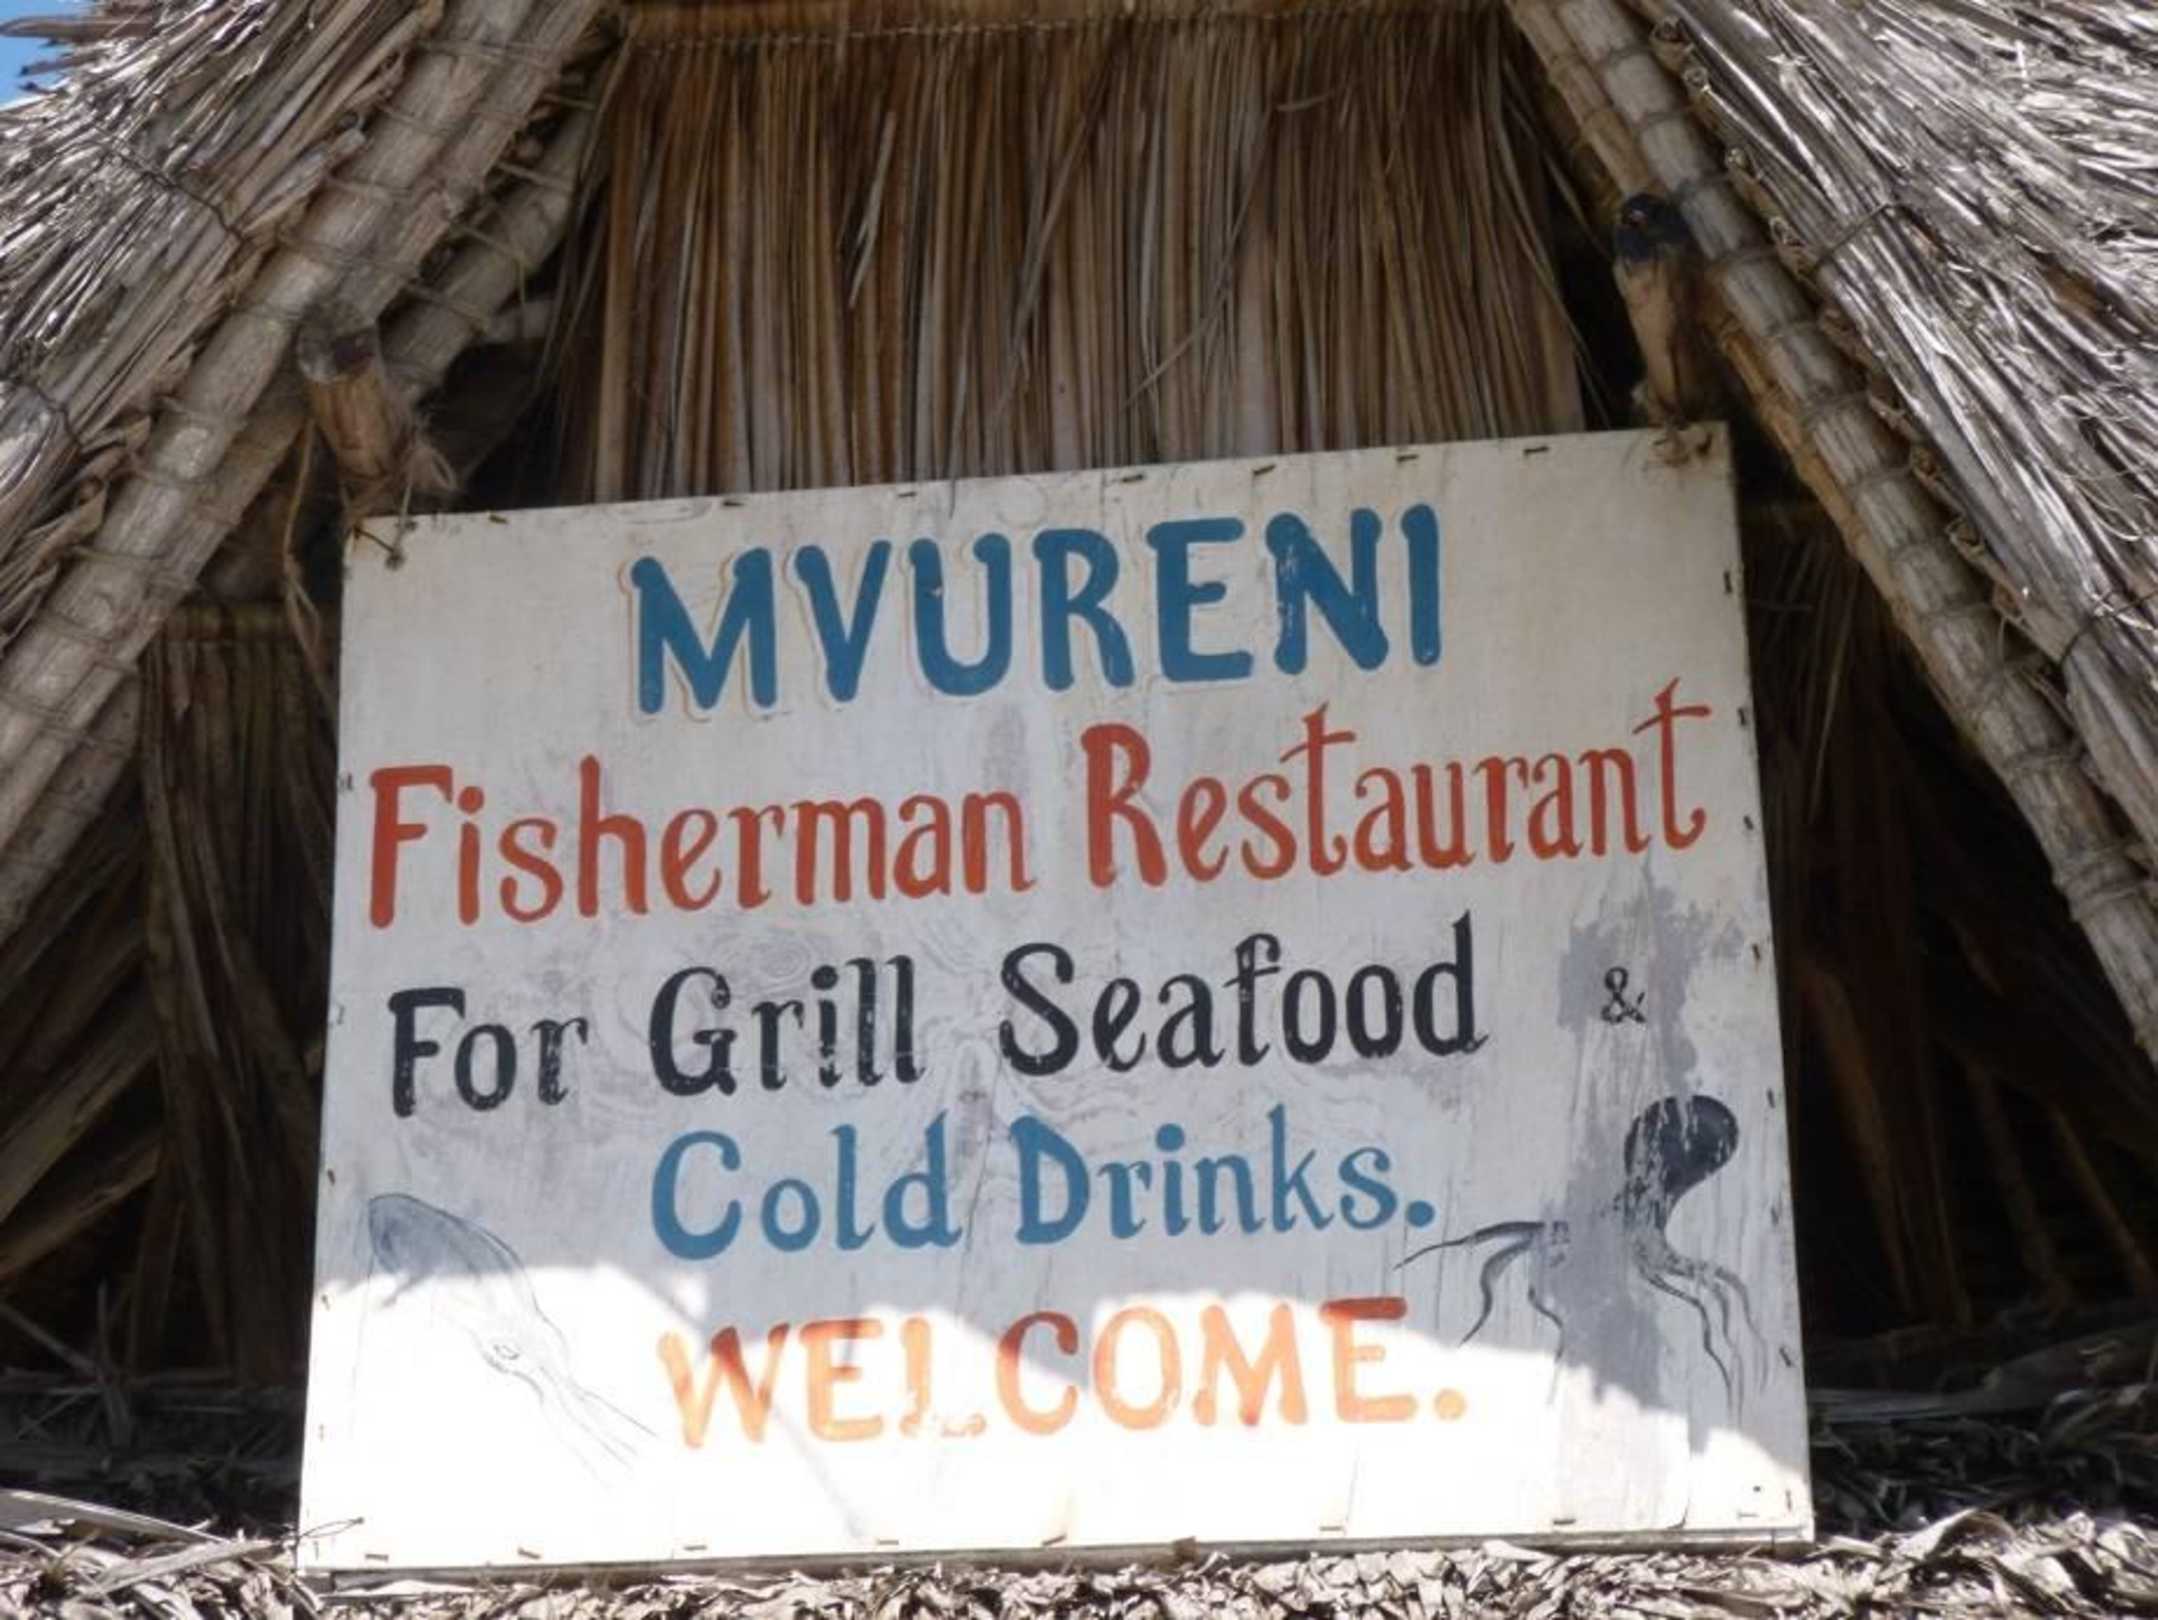 MVURENI
Fisherman Restaurant
For Grill Seafood &
Cold Drinks.
WELCOME.